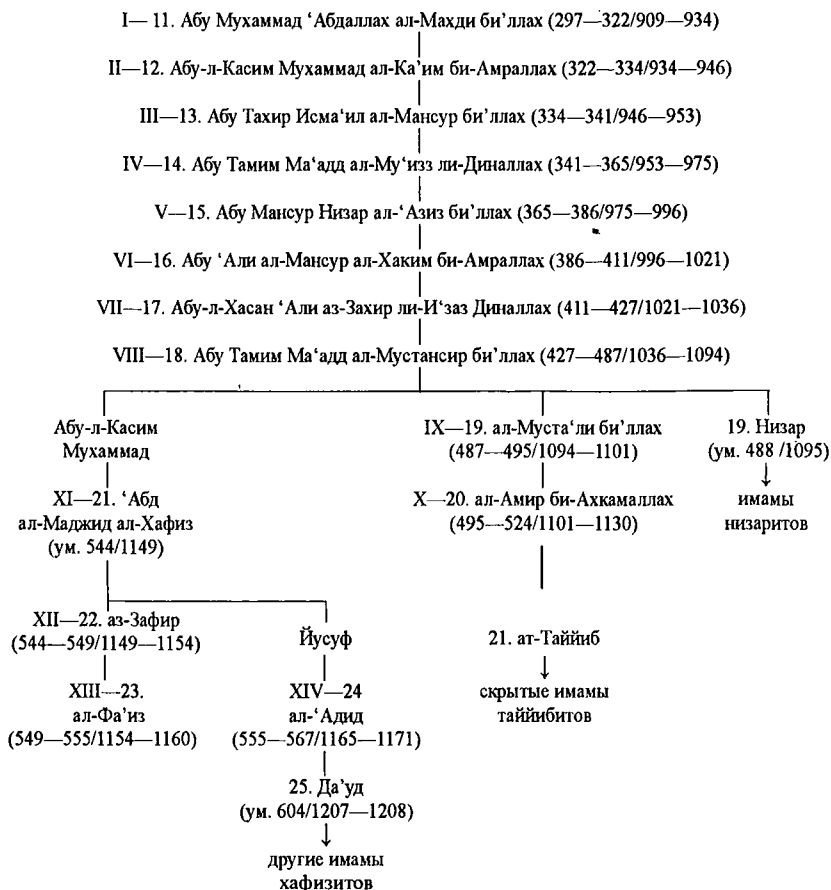 I—11. Абу Мухаммад ‘Абдаллах ал-Махди би’ллах (297—322/909—934)
II—12. Абу-л-Касим Мухаммад ал-Ка’им би-Амраллах (322—334/934—946)
III—13. Абу Тахир Исма‘ил ал-Мансур би’ллах (334—341/946—953)
IV—14. Абу Тамим Ма‘адд ал-Му‘изз ли-Диналлах (341—365/953—975)
V—15. Абу Мансур Низар ал-‘Азиз би’ллах (365—386/975—996)
VI—16. Абу ‘Али ал-Мансур ал-Хаким би-Амраллах (386—411/996—1021)
VII—17. Абу-л-Хасан ‘Али аз-Захир ли-И‘заз Диналлах (411—427/1021—1036)
VIII—18. Абу Тамим Ма‘адд ал-Мустансир би’ллах (427—487/1036—1094)
Абу-л-Касим
Мухаммад
IX—19. ал-Муста‘ли би’ллах
(487—495/1094—1101)
19. Низар
(ум. 488 /1095)
XI—21. ‘Абд
ал-Маджид ал-Хафиз
(ум. 544/1149)
X—20. ал-Амир би-Ахкамаллах
(495—524/1101—1130)
имамы
низаритов
XII—22. аз-Зафир
(544—549/1149—1154)
Йусуф
21. ат-Таййиб
XIII—23.
ал-Фа’из
(549—555/1154—1160)
XIV—24
ал-‘Адид
(555—567/1165—1171)
скрытые имамы
таййибитов
25. Да’уд
(ум. 604/1207—1208)
другие имамы
хафизитов